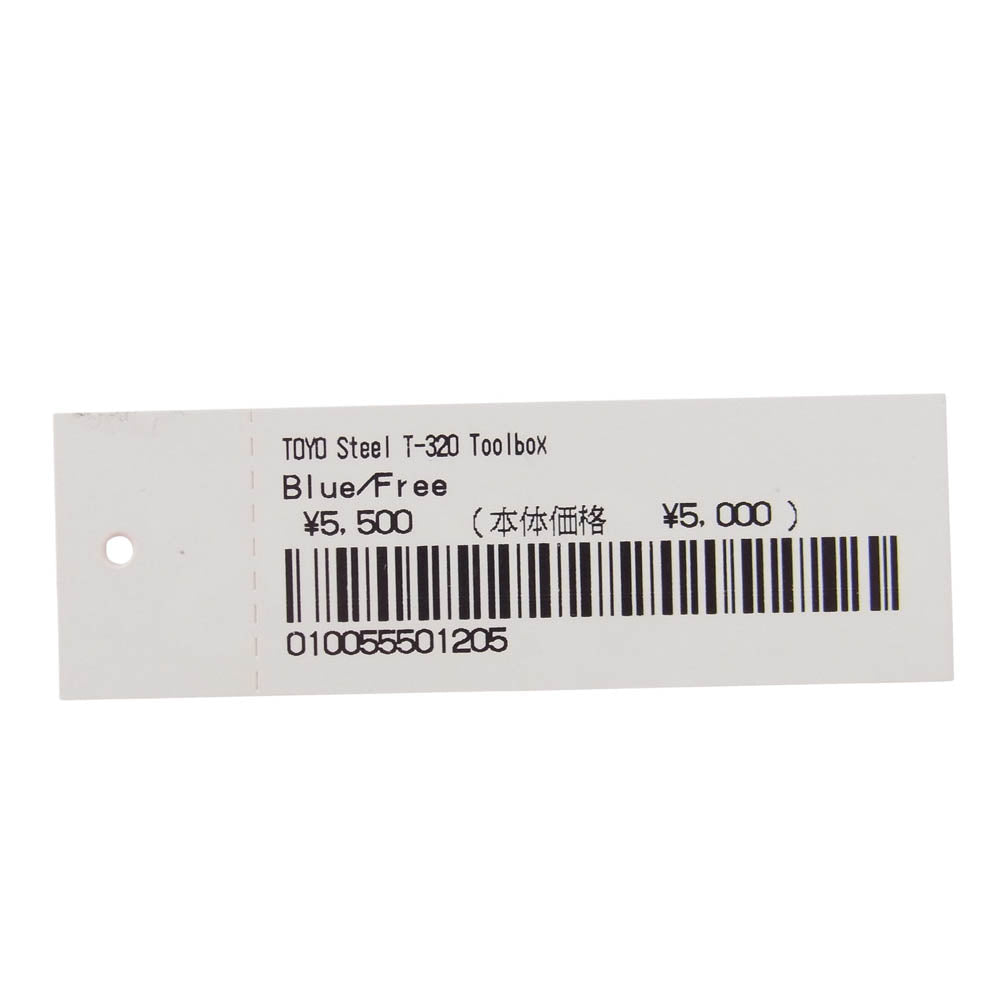 TOYO Steel T-320 Toolbox
Blue/Free
¥5,500 (本体価格 ¥5,000)
010055501205